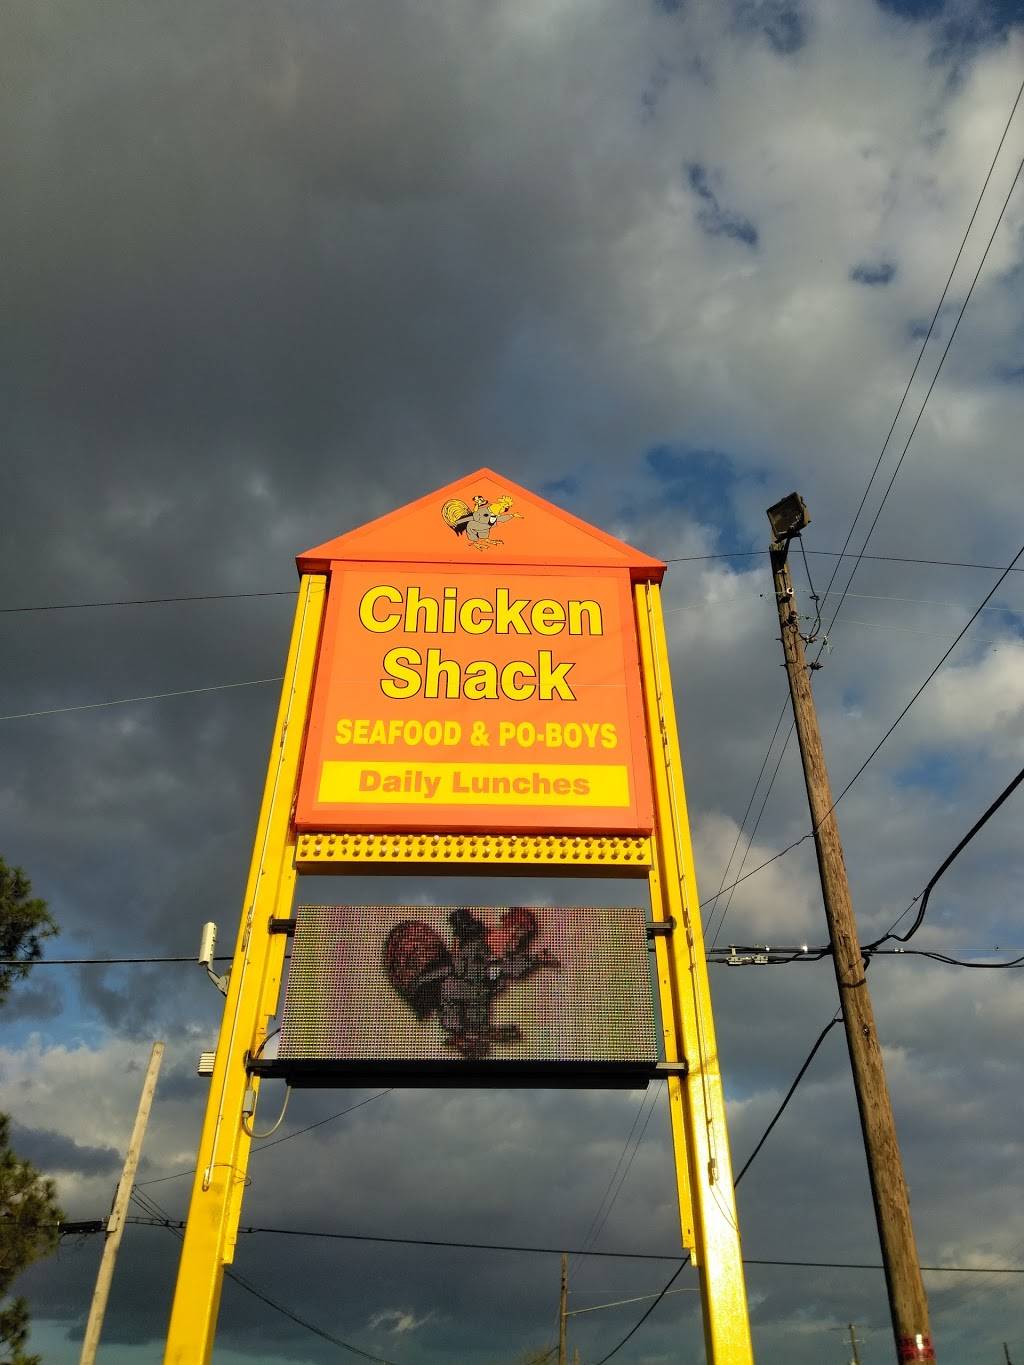 Chicken
Shack
SEAFOOD & PO-BOYS
Daily Lunches